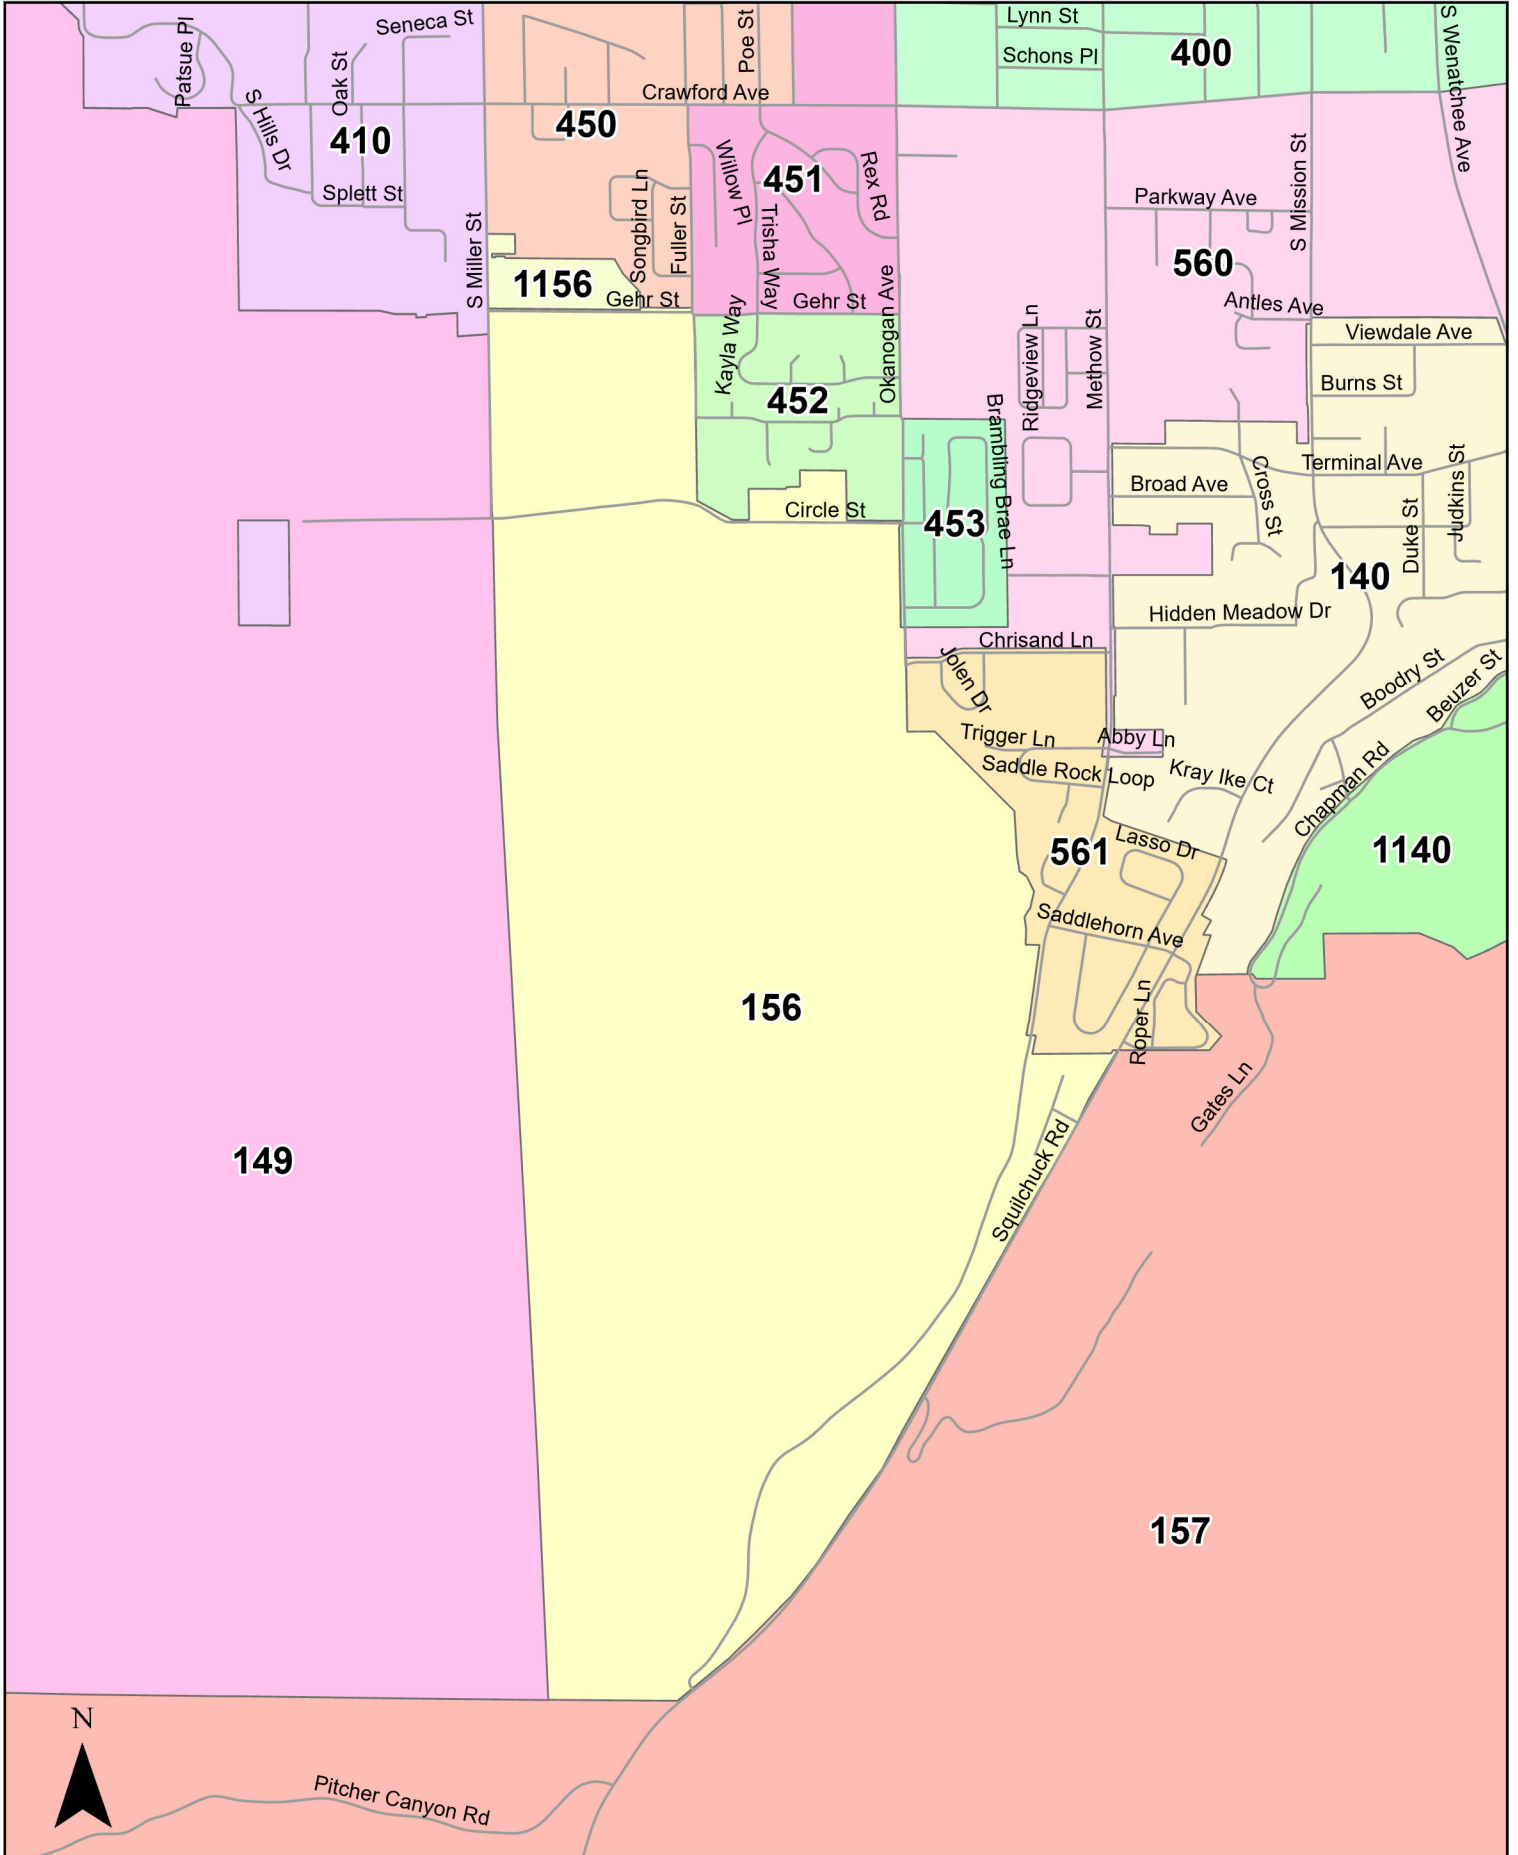 Lynn St
S Wenatchee Ave
Seneca St
Poe St
Patsue Pl
400
Schons Pl
Oak St
Crawford Ave
S Hills Dr
450
410
Willow Pl
451
Rex Rd
S Mission St
Splett St
Parkway Ave
Songbird Ln
Fuller St
Trisha Way
S Miller St
560
1156
Gehr St
Gehr St
Okanogan Ave
Antles Ave
Kayla Way
Ridgeview Ln
Methow St
Viewdale Ave
Burns St
452
Brambling Brae Ln
Terminal Ave
Broad Ave
Cross St
Judkins St
Circle St
453
Duke St
140
Hidden Meadow Dr
Chrisand Ln
Jolen Dr
Boodry St
Beuzer St
Trigger Ln
Abby Ln
Saddle Rock Loop
Kray Ike Ct
Chapman Rd
561
Lasso Dr
1140
Saddlehorn Ave
156
Roper Ln
Gates Ln
149
Squilchuck Rd
157
N
Pitcher Canyon Rd